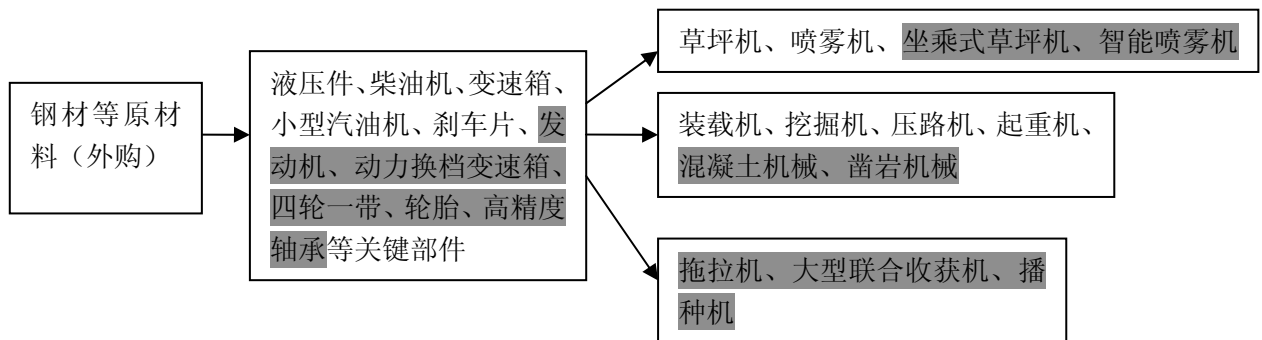 钢材等原材
料（外购）
液压件、柴油机、变速箱、
小型汽油机、刹车片、发
动机、动力换档变速箱、
四轮一带、轮胎、高精度
轴承等关键部件
草坪机、喷雾机、坐乘式草坪机、智能喷雾机
装载机、挖掘机、压路机、起重机、
混凝土机械、凿岩机械
拖拉机、大型联合收获机、播
种机